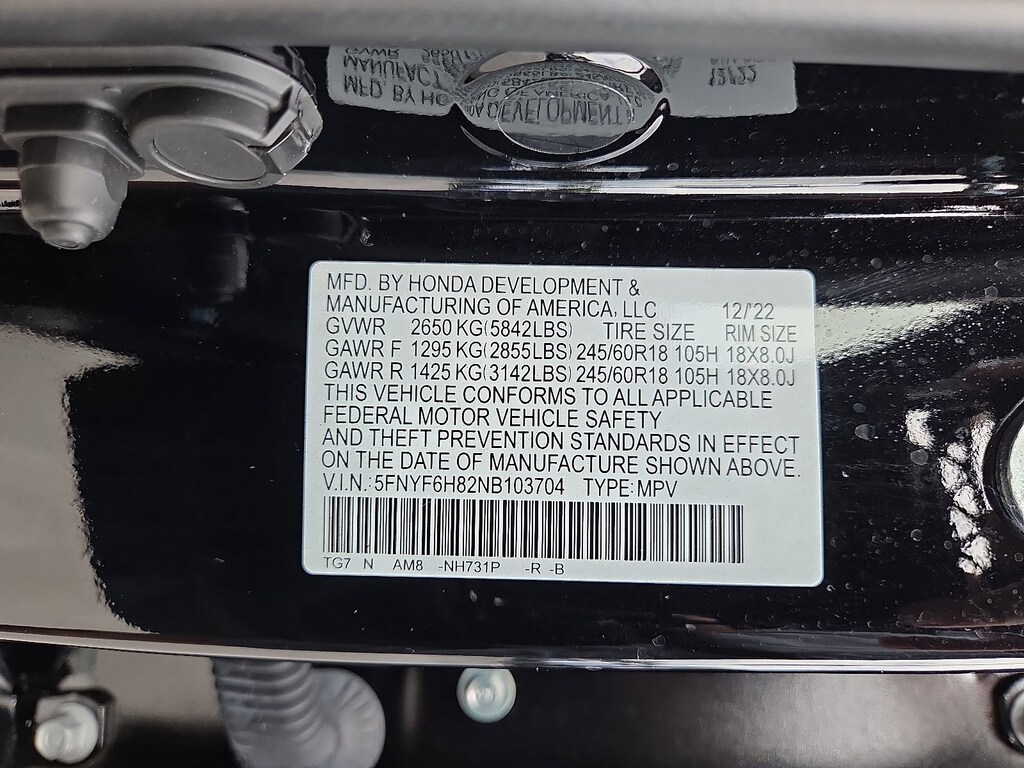 MFD. BY HONDA DEVELOPMENT &
MANUFACTURING OF AMERICA, LLC 12/'22
GVWR 2650 KG(5842LBS) TIRE SIZE RIM SIZE
GAWR F 1295 KG(2855LBS) 245/60R18 105H 18X8.0J
GAWR R 1425 KG(3142LBS) 245/60R18 105H 18X8.0J
THIS VEHICLE CONFORMS TO ALL APPLICABLE
FEDERAL MOTOR VEHICLE SAFETY
AND THEFT PREVENTION STANDARDS IN EFFECT
ON THE DATE OF MANUFACTURE SHOWN ABOVE.
V.I.N.:5FNYF6H82NB103704 TYPE:MPV
TG7 N AM8 -NH731P -R -B